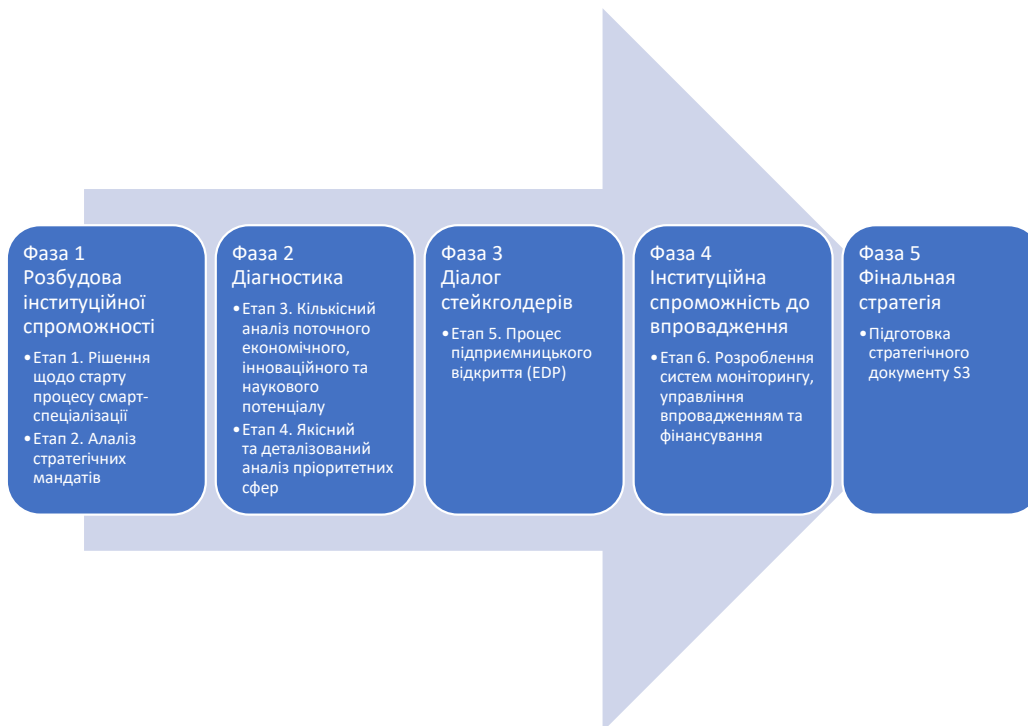 Фаза 1
Розбудова
інституційної
спроможності
•Етап 1. Рішення
щодо старту
процесу смарт-
спеціалізації
•Етап 2. Алаліз
стратегічних
мандатів
Фаза 2
Діагностика
•Етап 3. Кількісний
аналіз поточного
економічного,
інноваційного та
наукового
потенціалу
•Етап 4. Якісний
та деталізований
аналіз пріоритетних
сфер
Фаза 3
Діалог
стейкголдерів
•Етап 5. Процес
підприємницького
відкриття (EDP)
Фаза 4
Інституційна
спроможність до
впровадження
•Етап 6. Розроблення
систем моніторингу,
управління
впровадженням та
фінансування
Фаза 5
Фінальная
стратегія
•Підготовка
стратегічного
документу S3